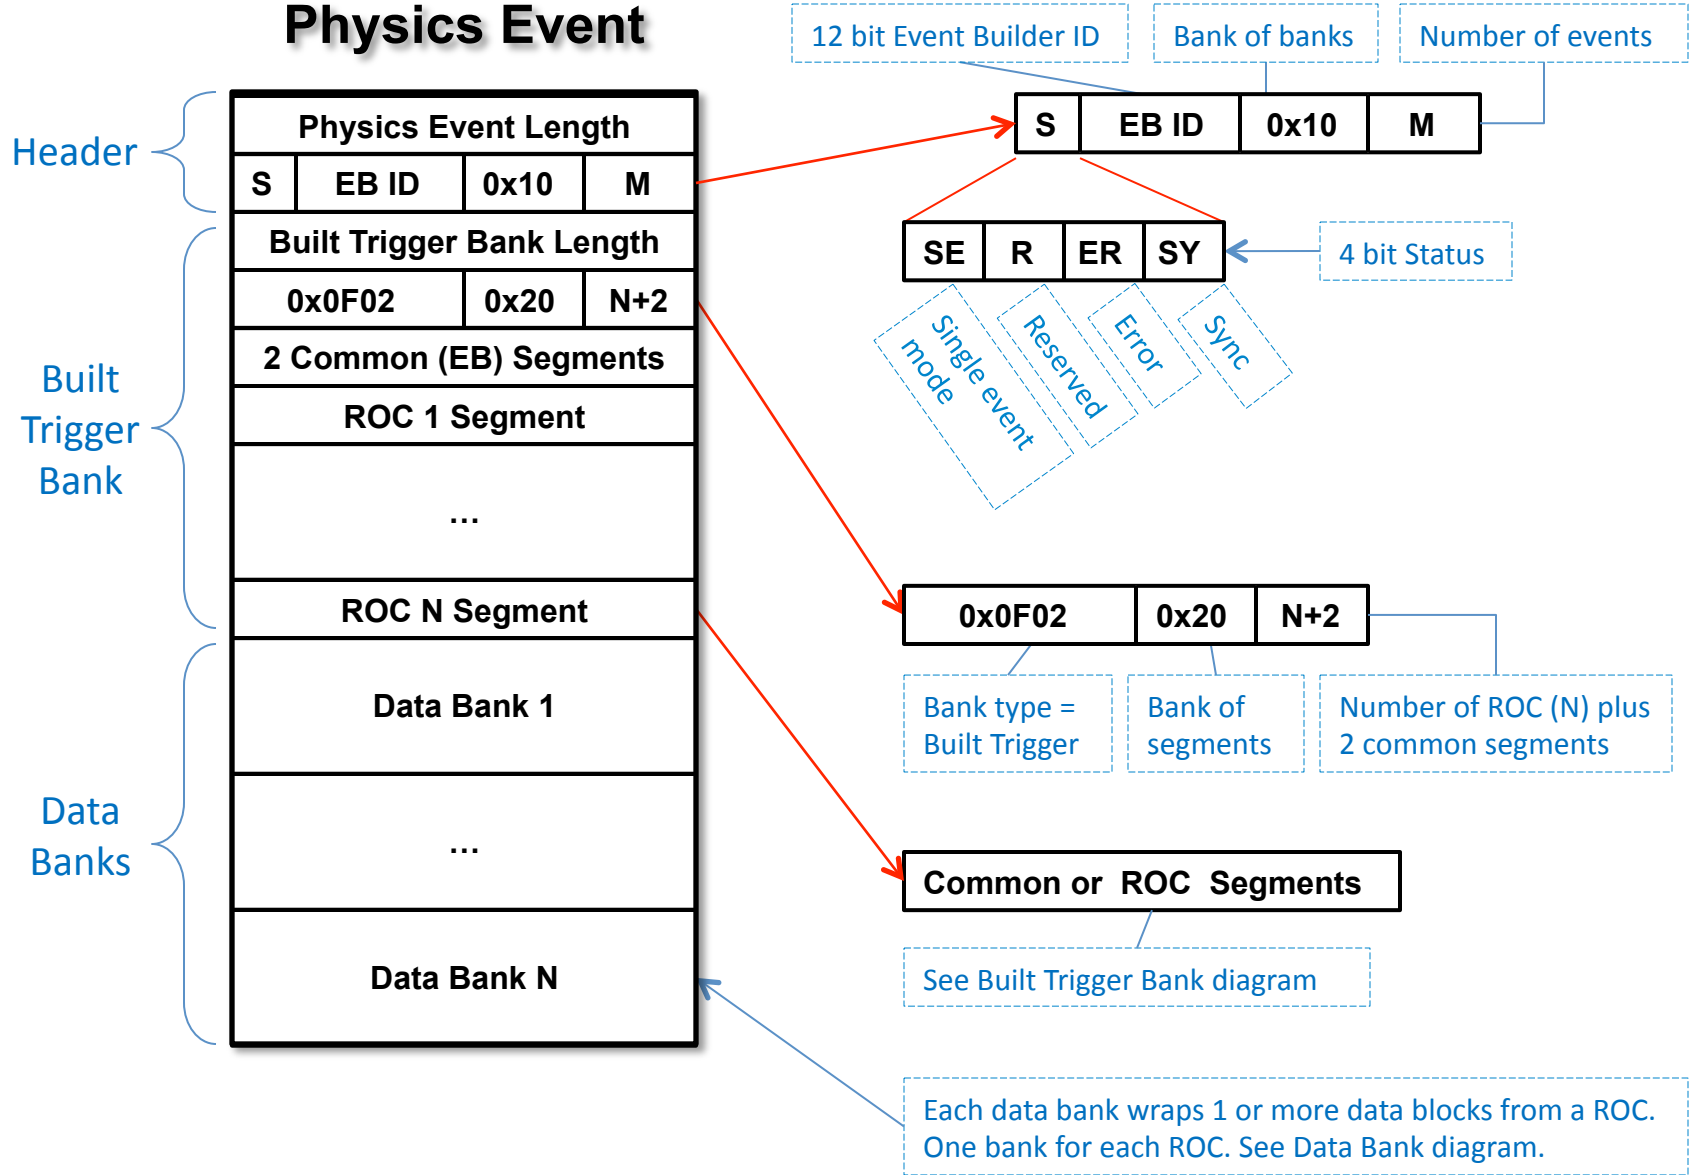 Physics Event
Header
Physics Event Length
S EB ID 0x10 M
Built Trigger Bank Length
0x0F02 0x20 N+2
2 Common (EB) Segments
ROC 1 Segment
...
ROC N Segment
Built
Trigger
Bank
Data Bank 1
...
Data Bank N
Data
Banks
12 bit Event Builder ID
Bank of banks
Number of events
S EB ID 0x10 M
SE R ER SY
4 bit Status
Single event
mode
Reserved
Error
Sync
0x0F02 0x20 N+2
Bank type =
Built Trigger
Bank of
segments
Number of ROC (N) plus
2 common segments
Common or ROC Segments
See Built Trigger Bank diagram
Each data bank wraps 1 or more data blocks from a ROC.
One bank for each ROC. See Data Bank diagram.